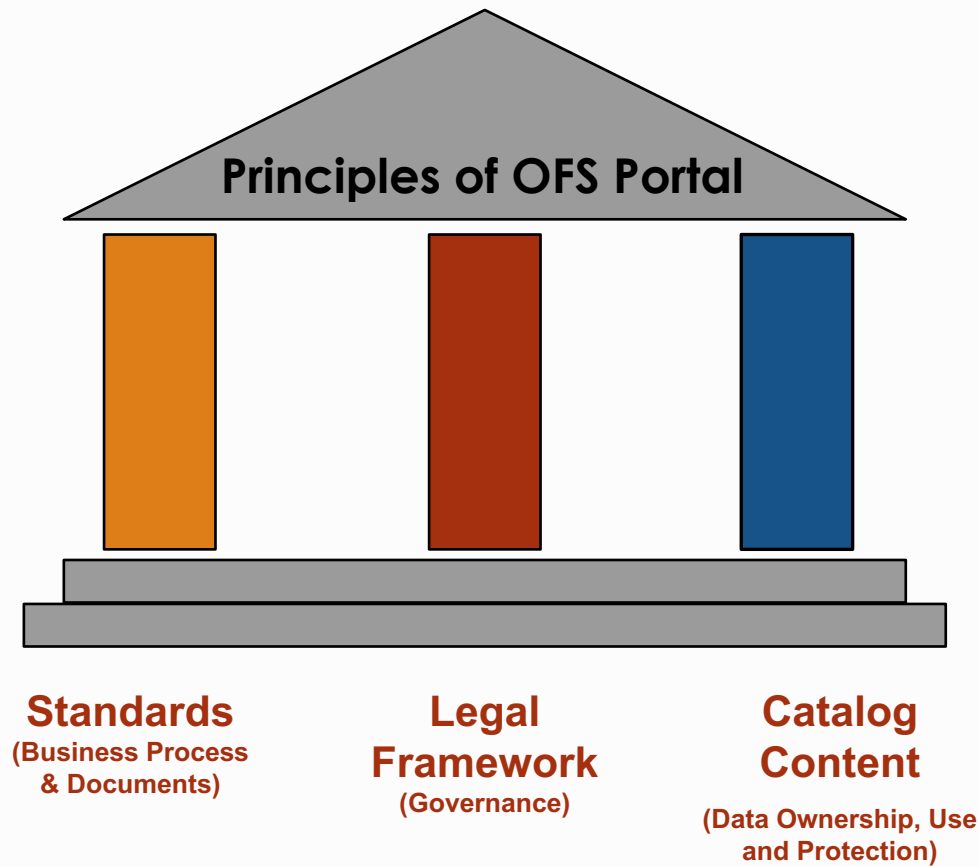 Principles of OFS Portal
Standards
(Business Process
& Documents)
Legal
Framework
(Governance)
Catalog
Content
(Data Ownership, Use
and Protection)